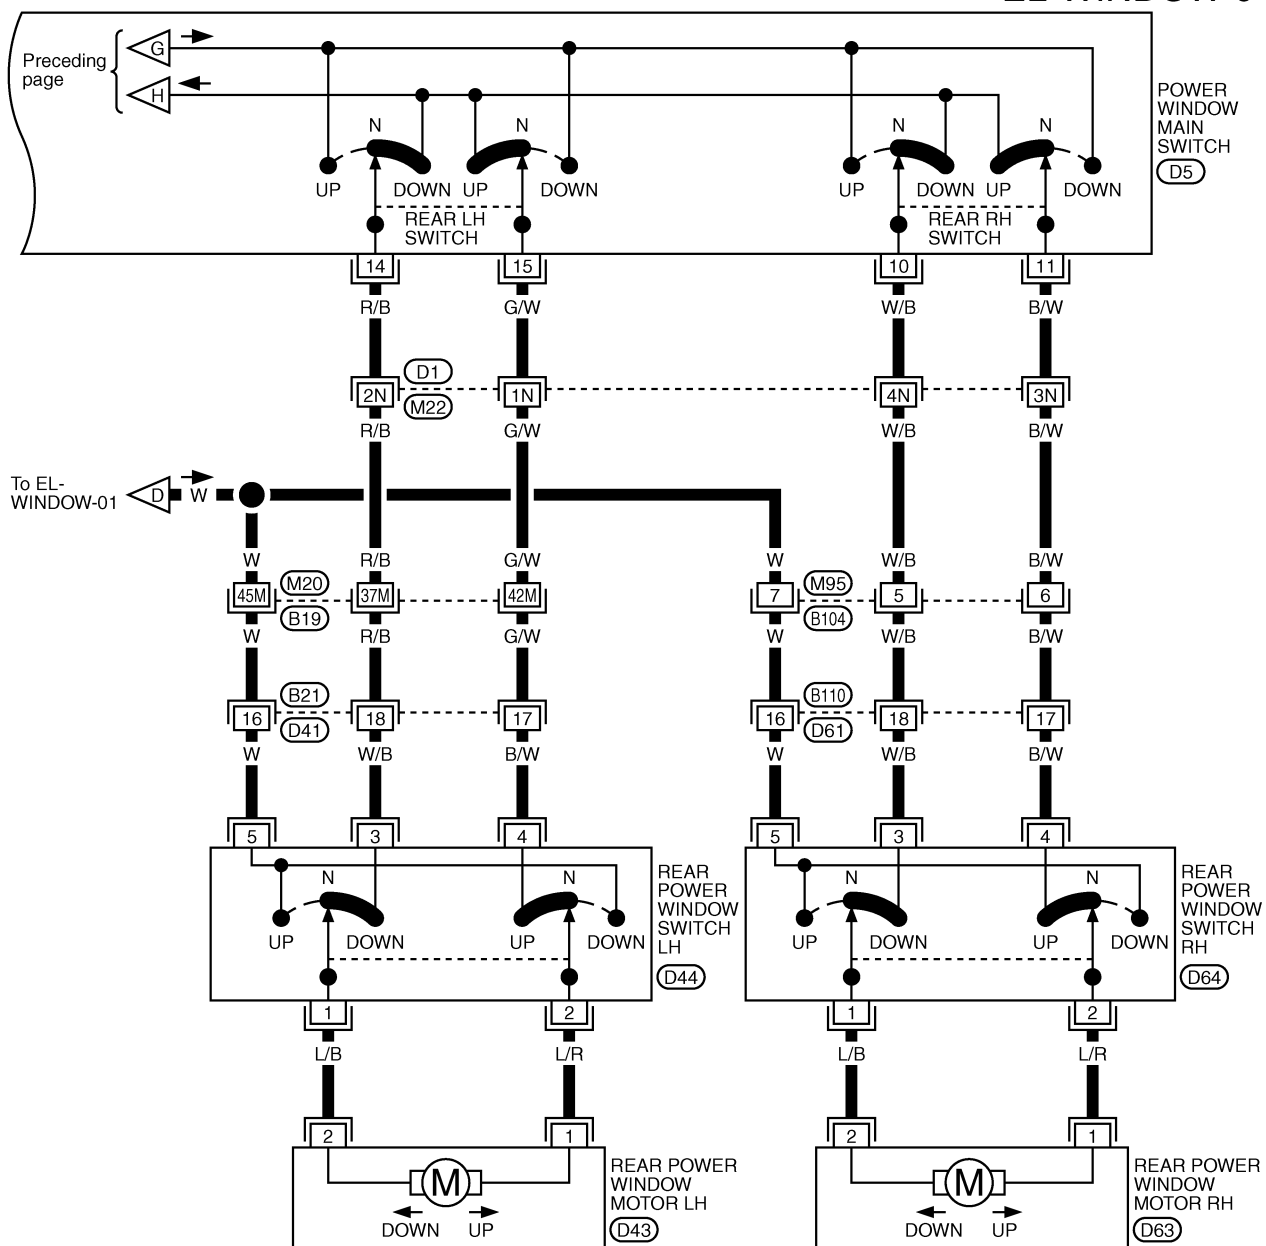 Preceding
page
G
H
N
N
N
N
UP
DOWN
UP
DOWN
UP
DOWN
UP
DOWN
REAR LH
SWITCH
REAR RH
SWITCH
POWER
WINDOW
MAIN
SWITCH
D5
14
15
10
11
R/B
G/W
W/B
B/W
D1
2N
1N
4N
3N
M22
R/B
G/W
W/B
B/W
To EL-
WINDOW-01
D
W
W
R/B
G/W
W
W/B
B/W
M20
M95
45M
37M
42M
7
5
6
B19
B104
W
R/B
G/W
W
W/B
B/W
B21
B110
16
18
17
16
18
17
D41
D61
W
W/B
B/W
W
W/B
B/W
5
3
4
5
3
4
N
N
N
N
UP
DOWN
UP
DOWN
UP
DOWN
UP
DOWN
REAR
POWER
WINDOW
SWITCH
LH
D44
REAR
POWER
WINDOW
SWITCH
RH
D64
1
2
1
2
L/B
L/R
L/B
L/R
2
1
2
1
M
M
DOWN
UP
DOWN
UP
REAR POWER
WINDOW
MOTOR LH
D43
REAR POWER
WINDOW
MOTOR RH
D63